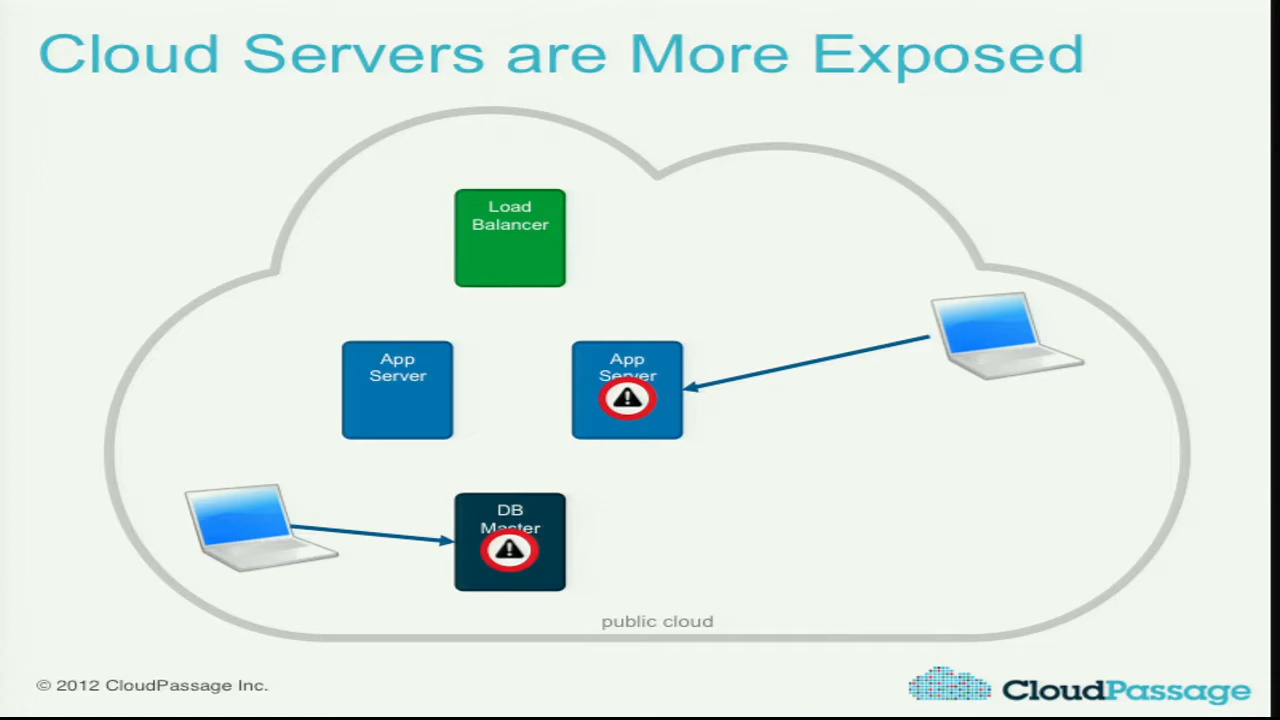 Cloud Servers are More Exposed
Load
Balancer
App
Server
App
Server
DB
Master
public cloud
© 2012 CloudPassage Inc.
CloudPassage